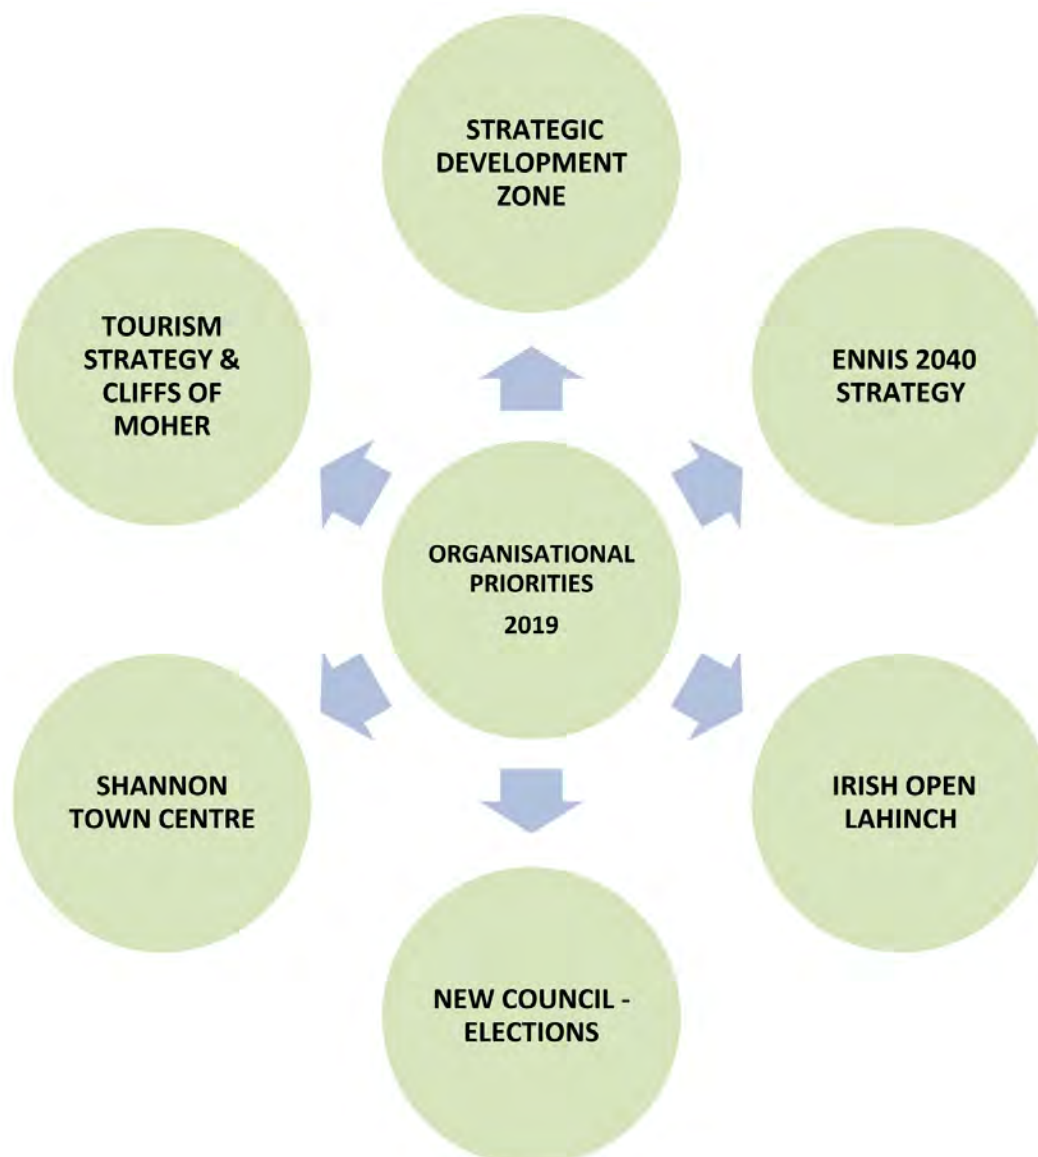 STRATEGIC
DEVELOPMENT
ZONE
TOURISM
STRATEGY &
CLIFFS OF
MOHER
ENNIS 2040
STRATEGY
ORGANISATIONAL
PRIORITIES
2019
SHANNON
TOWN CENTRE
IRISH OPEN
LAHINCH
NEW COUNCIL -
ELECTIONS